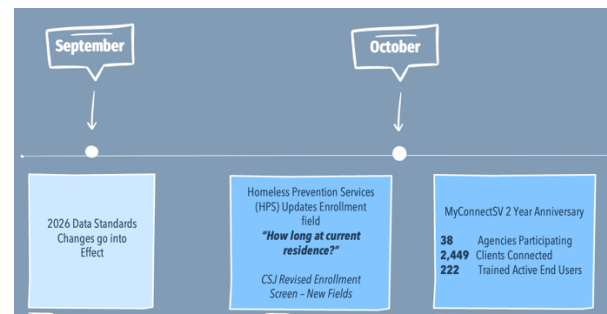 September
October
2026 Data Standards
Changes go into
Effect
Homeless Prevention Services
(HPS) Updates Enrollment
field
"How long at current
residence?"
CSJ Revised Enrollment
Screen – New Fields
MyConnectSV 2 Year Anniversary
38 Agencies Participating
2,449 Clients Connected
222 Trained Active End Users